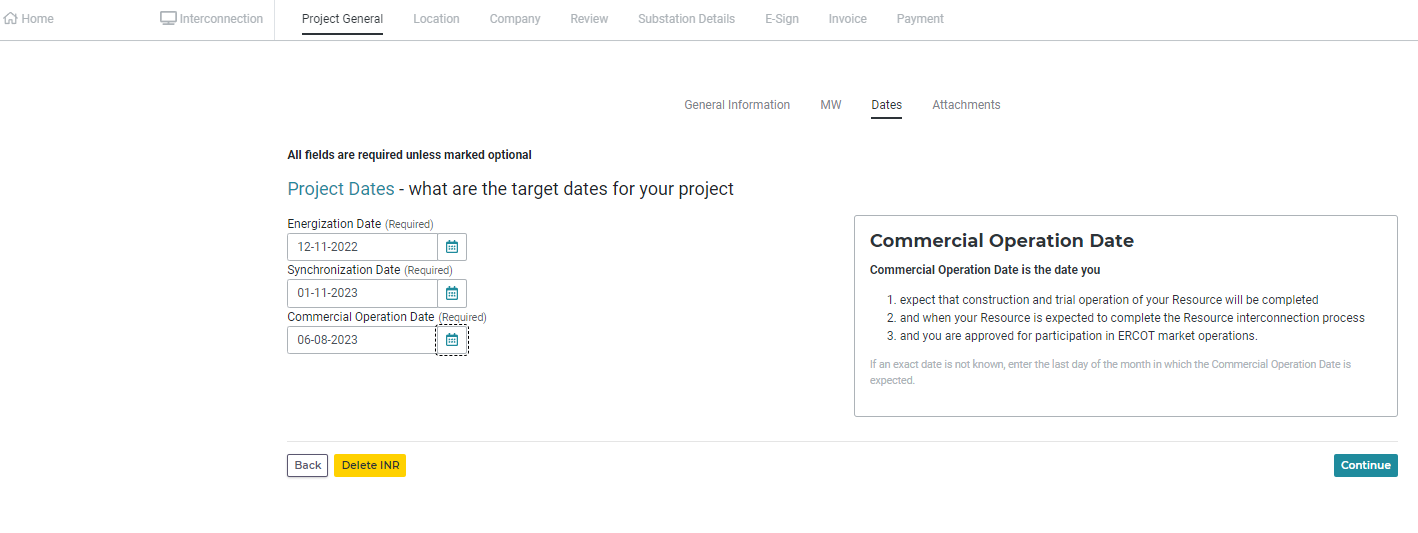 Home
Interconnection
Project General
Location
Company
Review
Substation Details
E-Sign
Invoice
Payment
General Information
MW
Dates
Attachments
All fields are required unless marked optional
Project Dates - what are the target dates for your project
Energization Date (Required)
12-11-2022
Synchronization Date (Required)
01-11-2023
Commercial Operation Date (Required)
06-08-2023
Commercial Operation Date
Commercial Operation Date is the date you
1. expect that construction and trial operation of your Resource will be completed
2. and when your Resource is expected to complete the Resource interconnection process
3. and you are approved for participation in ERCOT market operations.
If an exact date is not known, enter the last day of the month in which the Commercial Operation Date is
expected.
Back
Delete INR
Continue